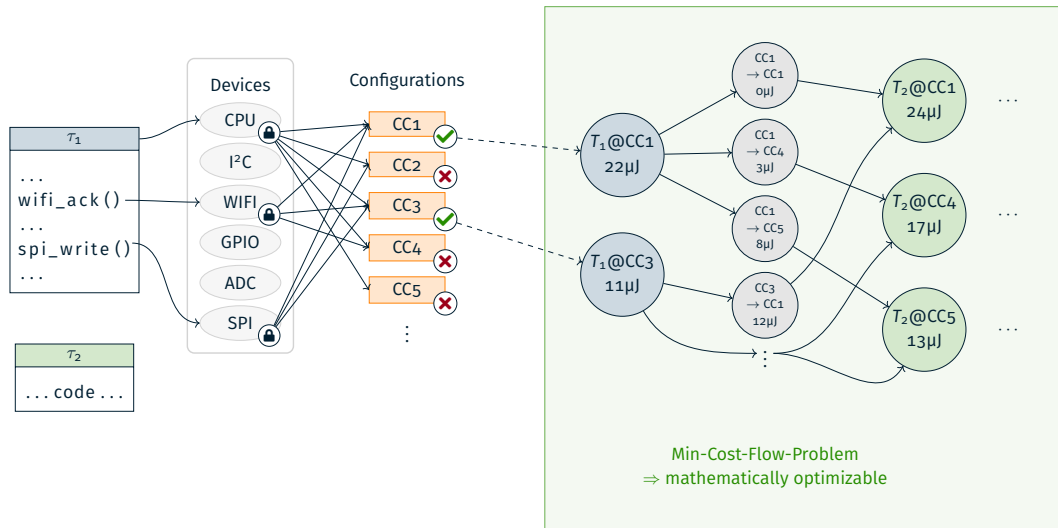 τ₁
...
wifi_ack()
...
spi_write()
...
τ₂
...code...
Devices
CPU
I²C
WIFI
GPIO
ADC
SPI
Configurations
CC1
CC2
CC3
CC4
CC5
⋮
T₁@CC1
22µJ
T₁@CC3
11µJ
CC1
→ CC1
0µJ
CC1
→ CC4
3µJ
CC1
→ CC5
8µJ
CC3
→ CC1
12µJ
⋮
T₂@CC1
24µJ
T₂@CC4
17µJ
T₂@CC5
13µJ
...
...
...
Min-Cost-Flow-Problem
⇒ mathematically optimizable